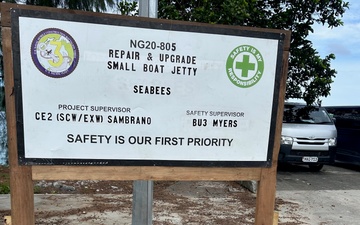 NG20-805
REPAIR & UPGRADE
SMALL BOAT JETTY
SEABEES
SAFETY IS MY
RESPONSIBILITY
PROJECT SUPERVISOR
CE2 (SCW/EXW) SAMBRANO
SAFETY SUPERVISOR
BU3 MYERS
SAFETY IS OUR FIRST PRIORITY